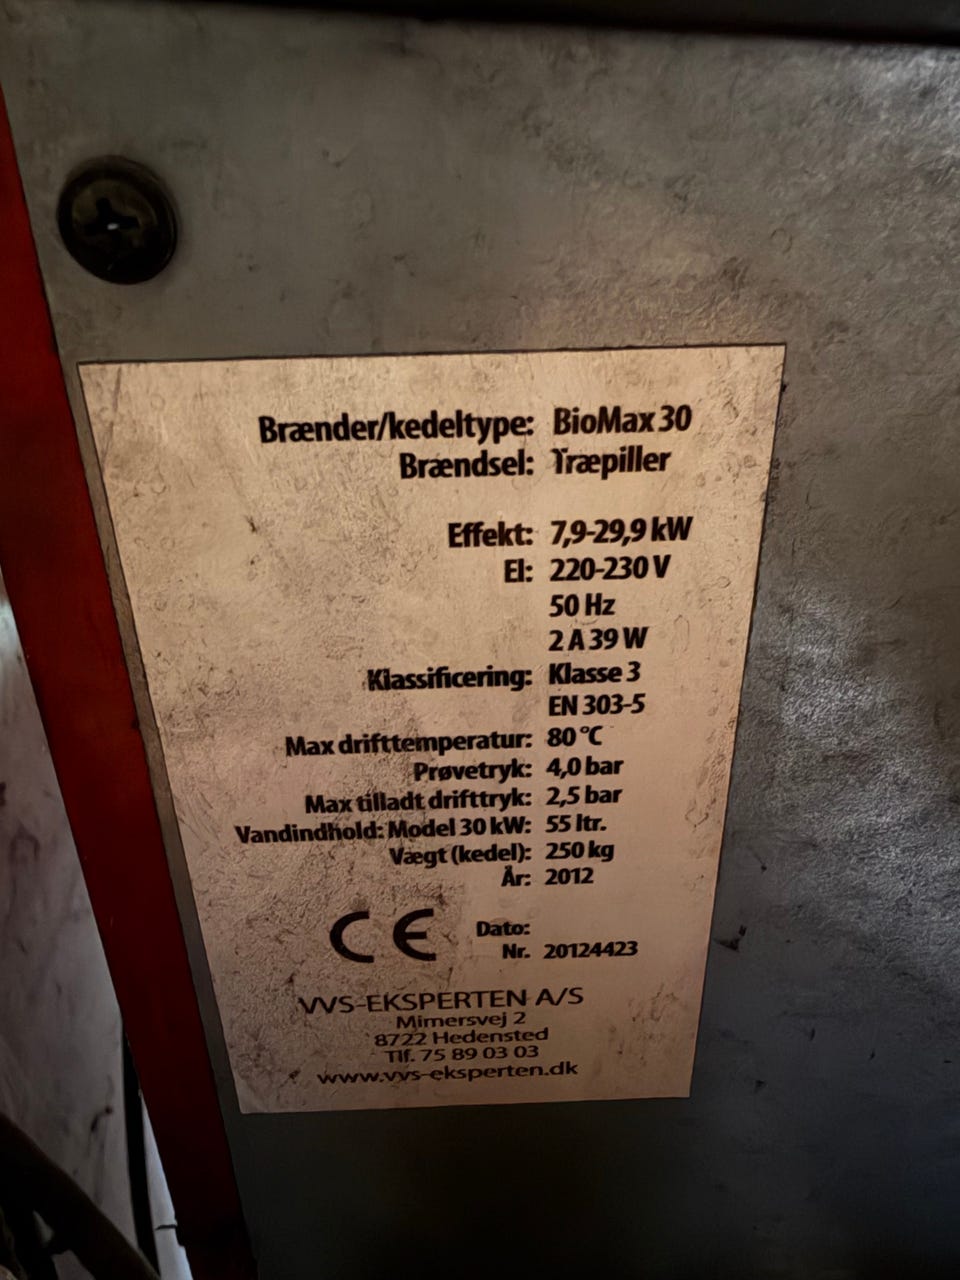 Brænder/kedeltype: BioMax 30
Brændsel: Træpiller
Effekt: 7,9-29,9 kW
El: 220-230 V
50 Hz
2 A 39 W
Klassificering: Klasse 3
EN 303-5
Max drifttemperatur: 80 °C
Prøvetryk: 4,0 bar
Max tilladt drifttryk: 2,5 bar
Vandindhold: Model 30 kW: 55 ltr.
Vægt (kedel): 250 kg
År: 2012
CE
Dato:
Nr. 20124423
VVS-EKSPERTEN A/S
Mimersvej 2
8722 Hedensted
Tlf. 75 89 03 03
www.vvs-eksperten.dk